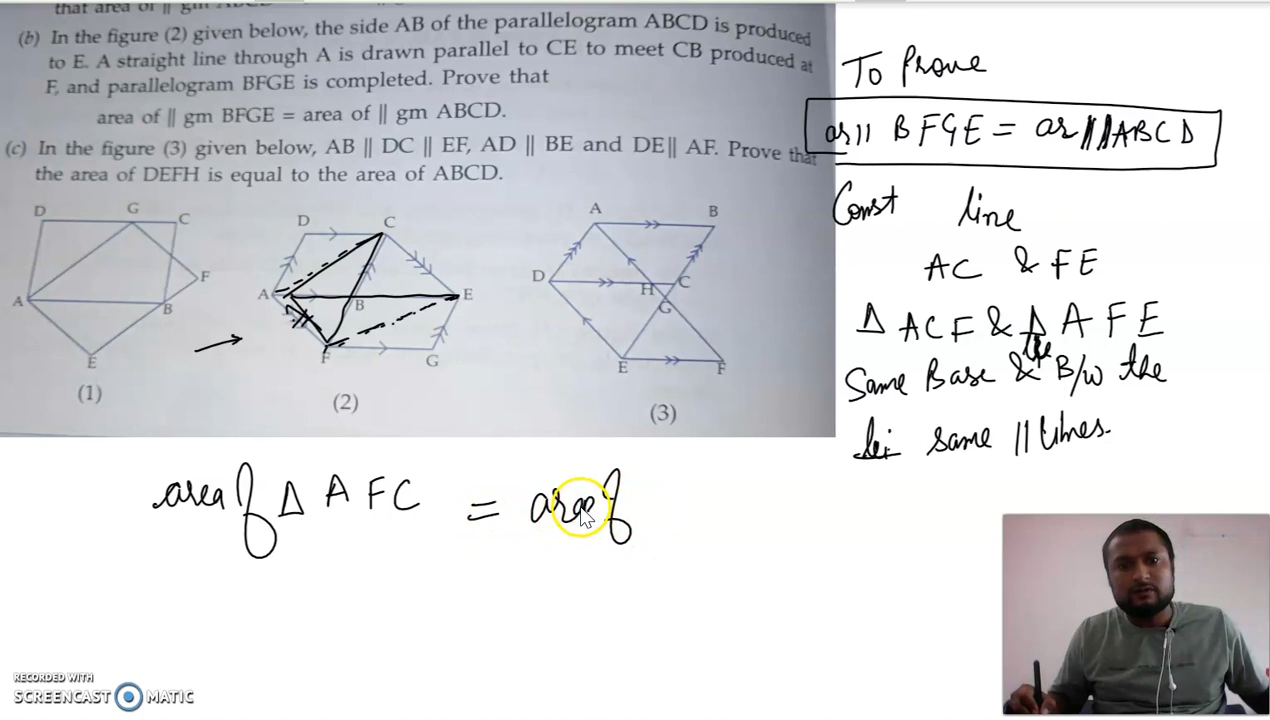 that area of || gm ABCD
(b) In the figure (2) given below, the side AB of the parallelogram ABCD is produced
to E. A straight line through A is drawn parallel to CE to meet CB produced at
F, and parallelogram BFGE is completed. Prove that
area of || gm BFGE = area of || gm ABCD.
(c) In the figure (3) given below, AB || DC || EF, AD || BE and DE || AF. Prove that
the area of DEFH is equal to the area of ABCD.
D G C
A B F
E
(1)
D C
A B E
F G
(2)
A B
D H C
G
E F
(3)
To Prove
ar|| BFGE = ar||ABCD
Const line
AC & FE
Δ ACF & Δ AFE
Same Base & B/w the
same || lines.
area of Δ AFC = area of
RECORDED WITH
SCREENCAST MATIC